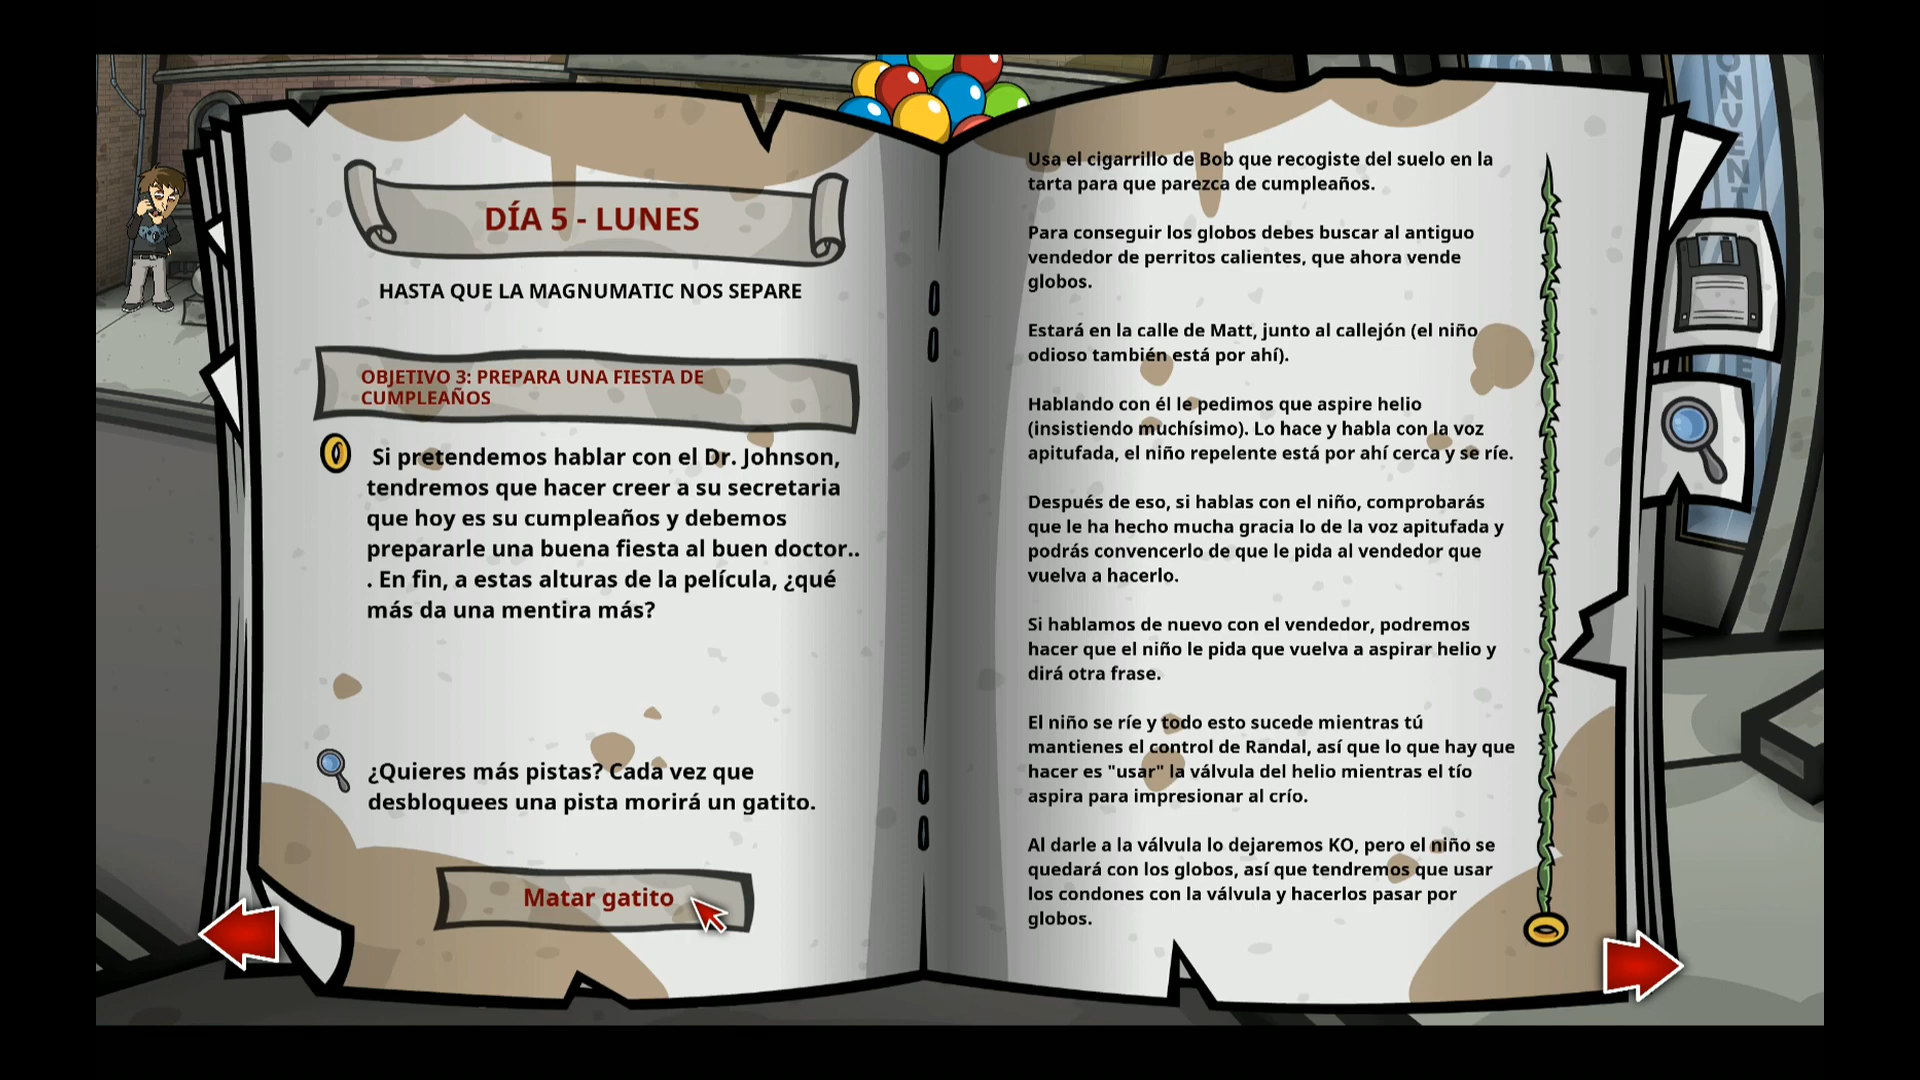 DÍA 5 - LUNES
HASTA QUE LA MAGNUMATIC NOS SEPARE
OBJETIVO 3: PREPARA UNA FIESTA DE
CUMPLEAÑOS
Si pretendemos hablar con el Dr. Johnson,
tendremos que hacer creer a su secretaria
que hoy es su cumpleaños y debemos
prepararle una buena fiesta al buen doctor..
. En fin, a estas alturas de la película, ¿qué
más da una mentira más?
¿Quieres más pistas? Cada vez que
desbloquees una pista morirá un gatito.
Matar gatito
Usa el cigarrillo de Bob que recogiste del suelo en la
tarta para que parezca de cumpleaños.
Para conseguir los globos debes buscar al antiguo
vendedor de perritos calientes, que ahora vende
globos.
Estará en la calle de Matt, junto al callejón (el niño
odioso también está por ahí).
Hablando con él le pedimos que aspire helio
(insistiendo muchísimo). Lo hace y habla con la voz
apitufada, el niño repelente está por ahí cerca y se ríe.
Después de eso, si hablas con el niño, comprobarás
que le ha hecho mucha gracia lo de la voz apitufada y
podrás convencerlo de que le pida al vendedor que
vuelva a hacerlo.
Si hablamos de nuevo con el vendedor, podremos
hacer que el niño le pida que vuelva a aspirar helio y
dirá otra frase.
El niño se ríe y todo esto sucede mientras tú
mantienes el control de Randal, así que lo que hay que
hacer es "usar" la válvula del helio mientras el tío
aspira para impresionar al crío.
Al darle a la válvula lo dejaremos KO, pero el niño se
quedará con los globos, así que tendremos que usar
los condones con la válvula y hacerlos pasar por
globos.